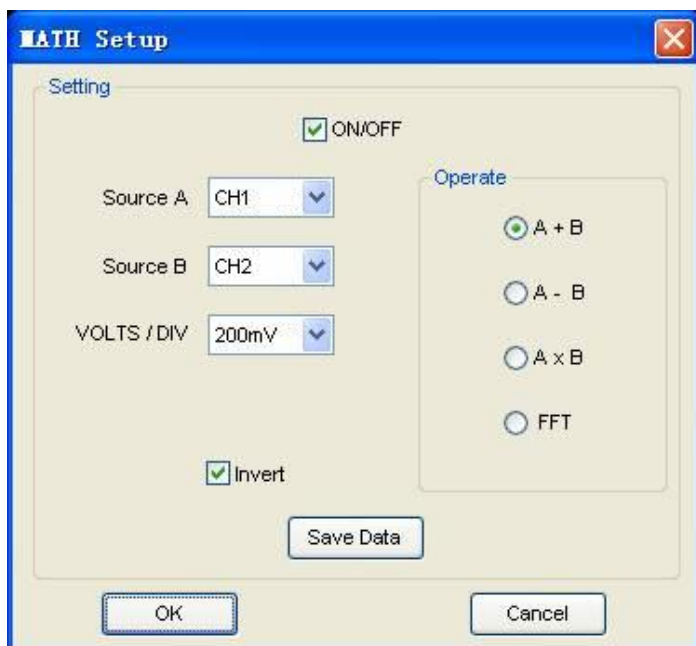 MATH Setup
Setting
ON/OFF
Source A CH1
Source B CH2
VOLTS / DIV 200mV
Invert
Operate
A + B
A - B
A x B
FFT
Save Data
OK Cancel